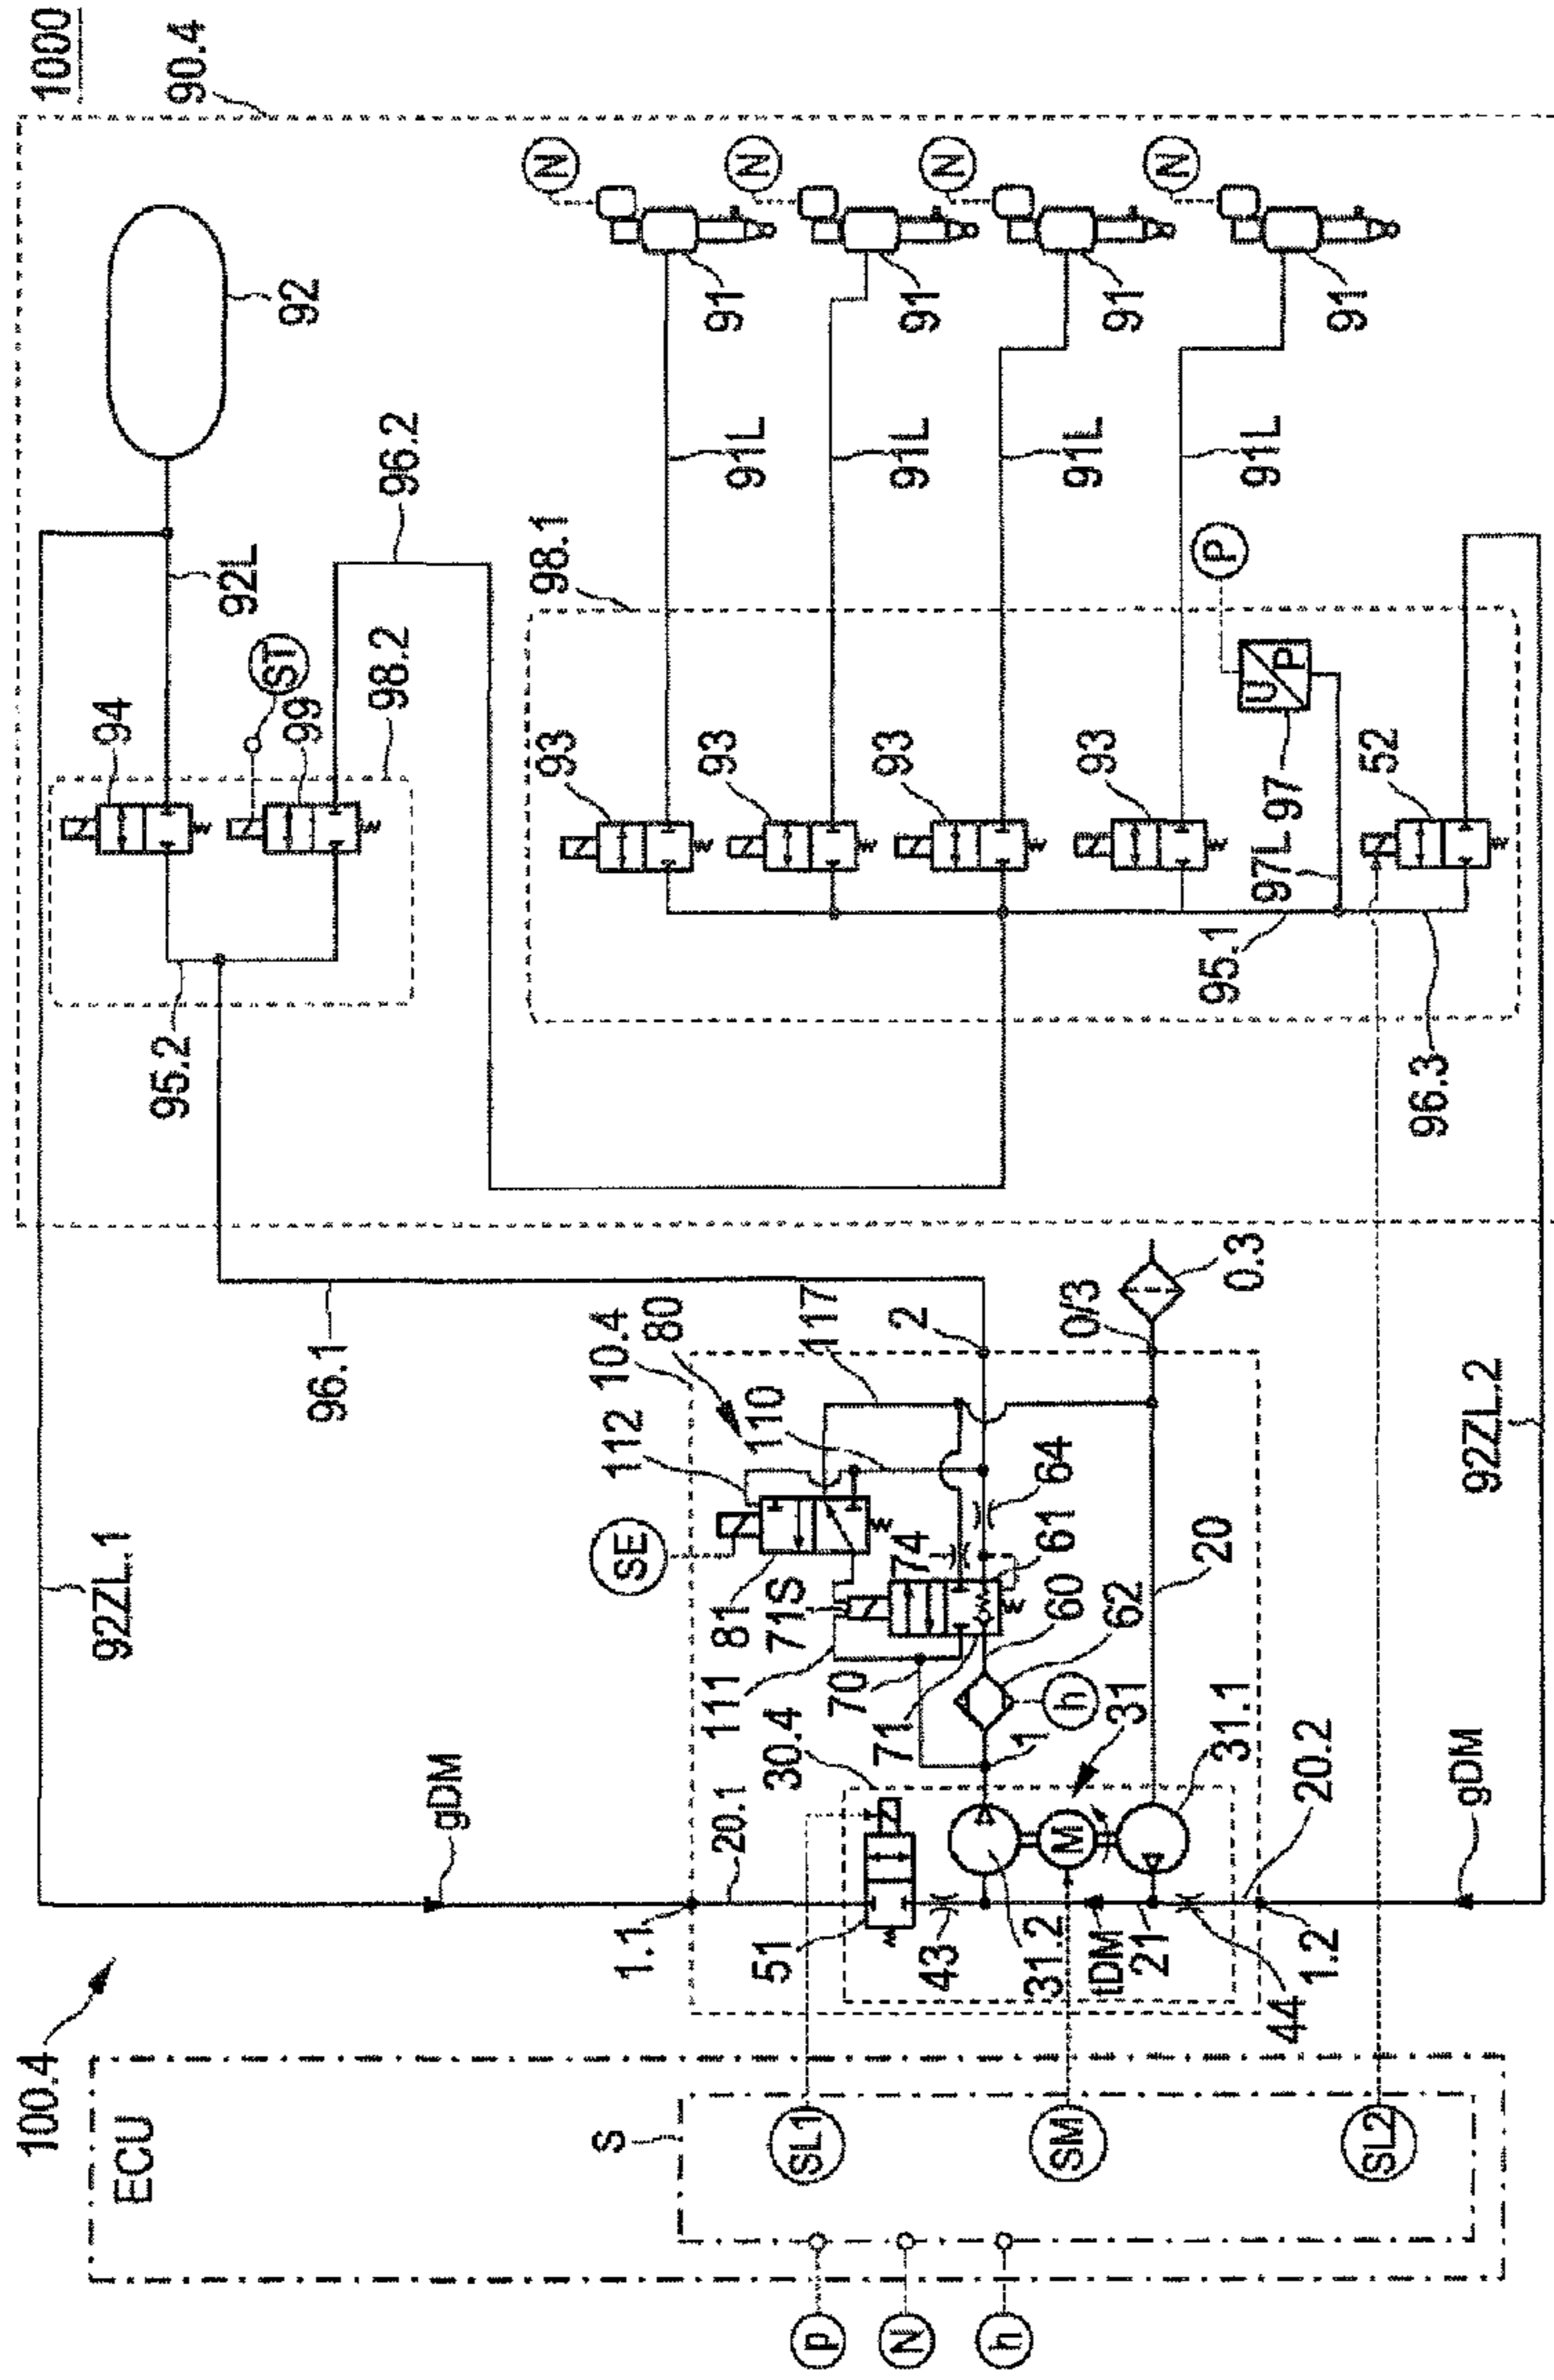 1000
90.4
92
N
N
N
N
91
91
91
91
96.2
91L
91L
91L
91L
92L
98.1
P
ST
98.2
94
99
93
93
93
93
U
P
97
97L
52
95.2
95.1
96.3
96.1
10.4
80
117
2
0/3
0.3
112
110
92ZL.1
SE
64
92ZL.2
81
71S
74
61
60
20
111
70
62
71
h
30.4
1
31
31.1
gDM
20.1
M
20.2
gDM
1.1
51
43
31.2
tDM
21
1.2
44
100.4
ECU
S
SL1
SM
SL2
p
N
h